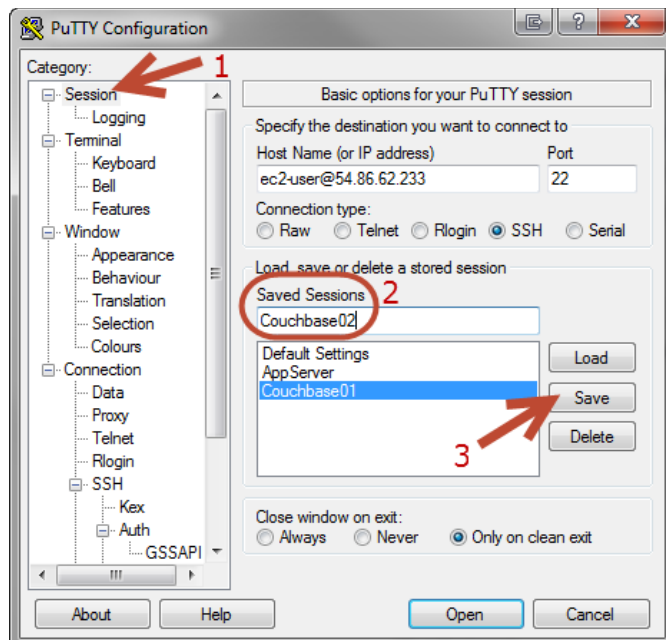 PuTTY Configuration
Category:
1
Session
Logging
Terminal
Keyboard
Bell
Features
Window
Appearance
Behaviour
Translation
Selection
Colours
Connection
Data
Proxy
Telnet
Rlogin
SSH
Kex
Auth
GSSAPI
Basic options for your PuTTY session
Specify the destination you want to connect to
Host Name (or IP address) Port
ec2-user@54.86.62.233 22
Connection type:
Raw Telnet Rlogin SSH Serial
Load, save or delete a stored session
Saved Sessions 2
Couchbase02
Default Settings
AppServer
Couchbase01
Load
Save
Delete
3
Close window on exit:
Always Never Only on clean exit
About Help Open Cancel